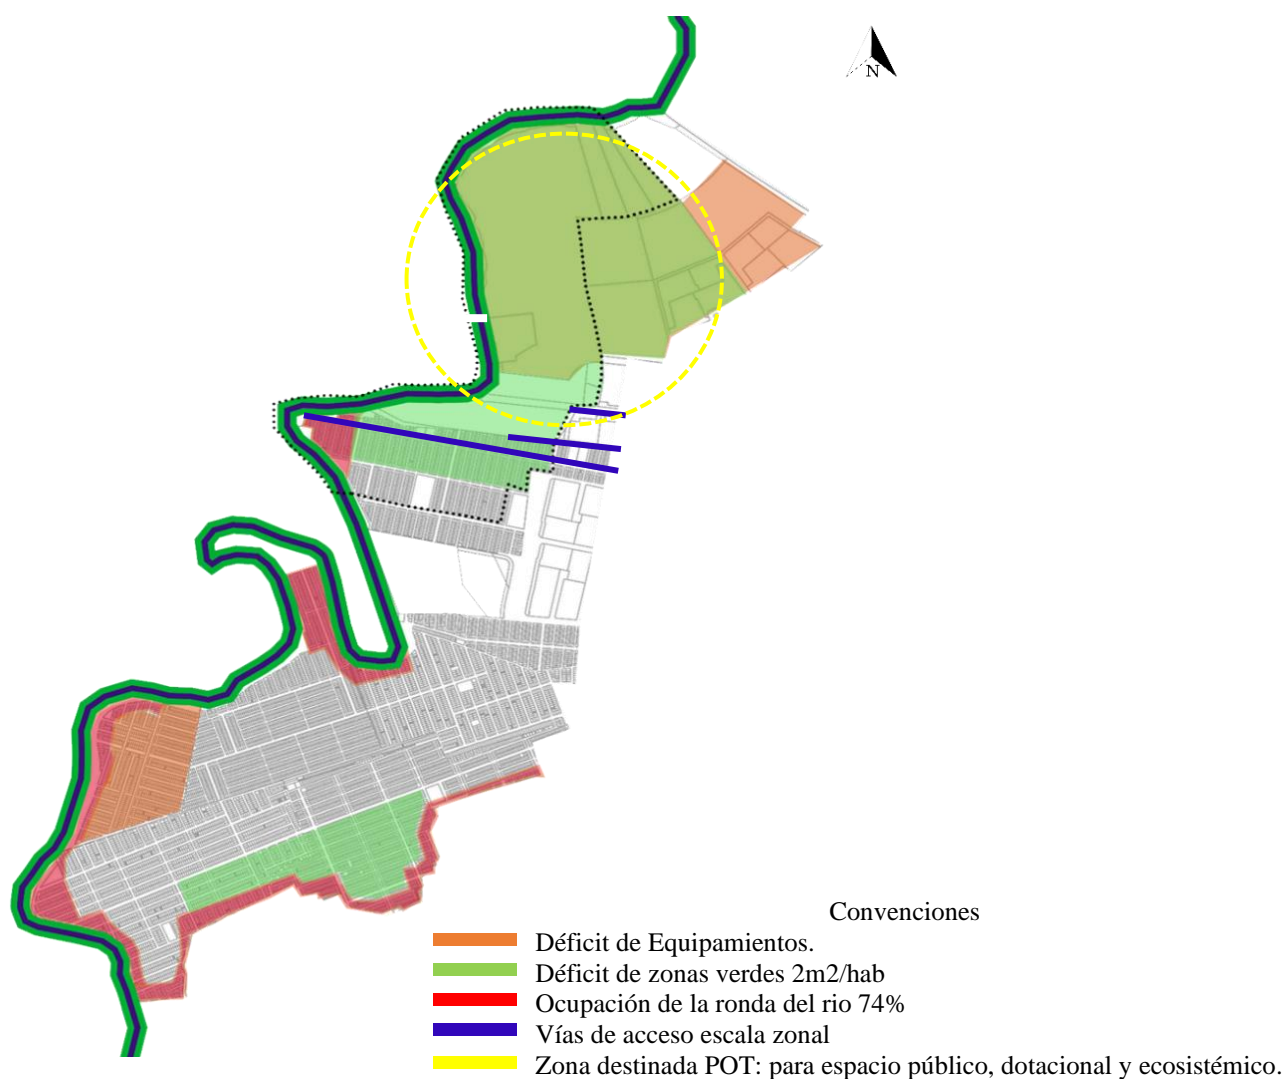 N
Convenciones
Déficit de Equipamientos.
Déficit de zonas verdes 2m2/hab
Ocupación de la ronda del rio 74%
Vías de acceso escala zonal
Zona destinada POT: para espacio público, dotacional y ecosistémico.